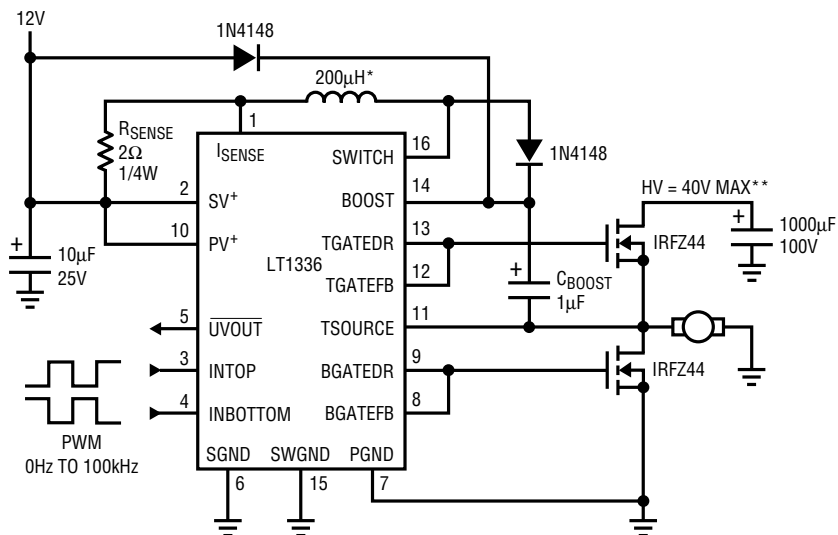 12V
1N4148
200µH*
RSENSE
2Ω
1/4W
1
ISENSE
16
SWITCH
1N4148
2
SV+
14
BOOST
HV = 40V MAX**
10
PV+
13
TGATEDR
+
1000µF
100V
IRFZ44
+
10µF
25V
LT1336
12
TGATEFB
+
CBOOST
1µF
5
UVOUT
11
TSOURCE
3
INTOP
9
BGATEDR
IRFZ44
4
INBOTTOM
8
BGATEFB
PWM
0Hz TO 100kHz
SGND
SWGND
PGND
6
15
7